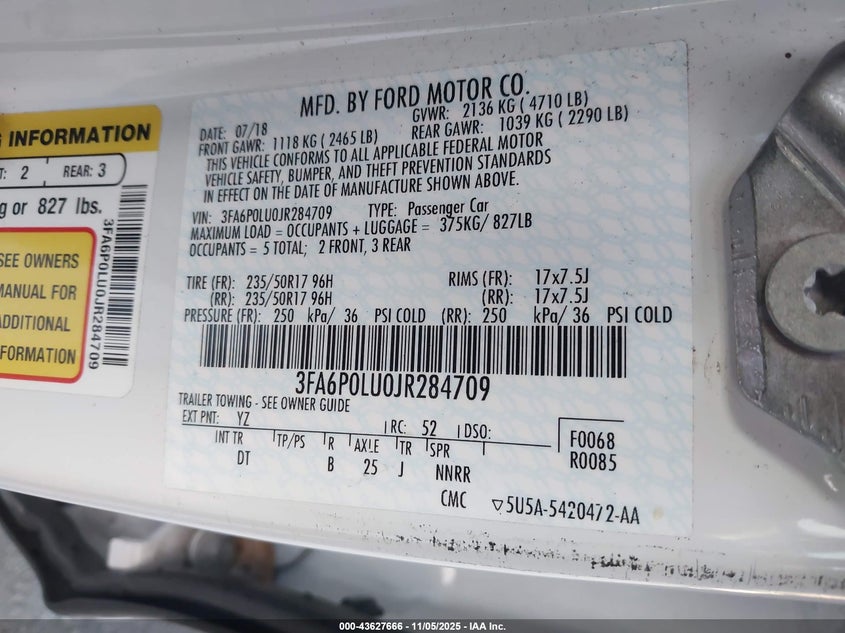 G INFORMATION
T: 2 REAR: 3
g or 827 lbs.
SEE OWNERS
MANUAL FOR
ADDITIONAL
FORMATION
3FA6P0LU0JR284709
MFD. BY FORD MOTOR CO.
DATE: 07/18 GVWR: 2136 KG ( 4710 LB)
FRONT GAWR: 1118 KG ( 2465 LB) REAR GAWR: 1039 KG ( 2290 LB)
THIS VEHICLE CONFORMS TO ALL APPLICABLE FEDERAL MOTOR
VEHICLE SAFETY, BUMPER, AND THEFT PREVENTION STANDARDS
IN EFFECT ON THE DATE OF MANUFACTURE SHOWN ABOVE.
VIN: 3FA6P0LU0JR284709 TYPE: Passenger Car
MAXIMUM LOAD = OCCUPANTS + LUGGAGE = 375KG/ 827LB
OCCUPANTS = 5 TOTAL; 2 FRONT, 3 REAR
TIRE (FR): 235/50R17 96H RIMS (FR): 17x7.5J
(RR): 235/50R17 96H (RR): 17x7.5J
PRESSURE (FR): 250 kPa/ 36 PSI COLD (RR): 250 kPa/ 36 PSI COLD
3FA6P0LU0JR284709
TRAILER TOWING - SEE OWNER GUIDE
EXT PNT: YZ RC: 52 DSO:
INT TR TP/PS R AXLE TR SPR F0068
DT B 25 J NNRR R0085
CMC ▽5U5A-5420472-AA
000-43627666 - 11/05/2025 - IAA Inc.